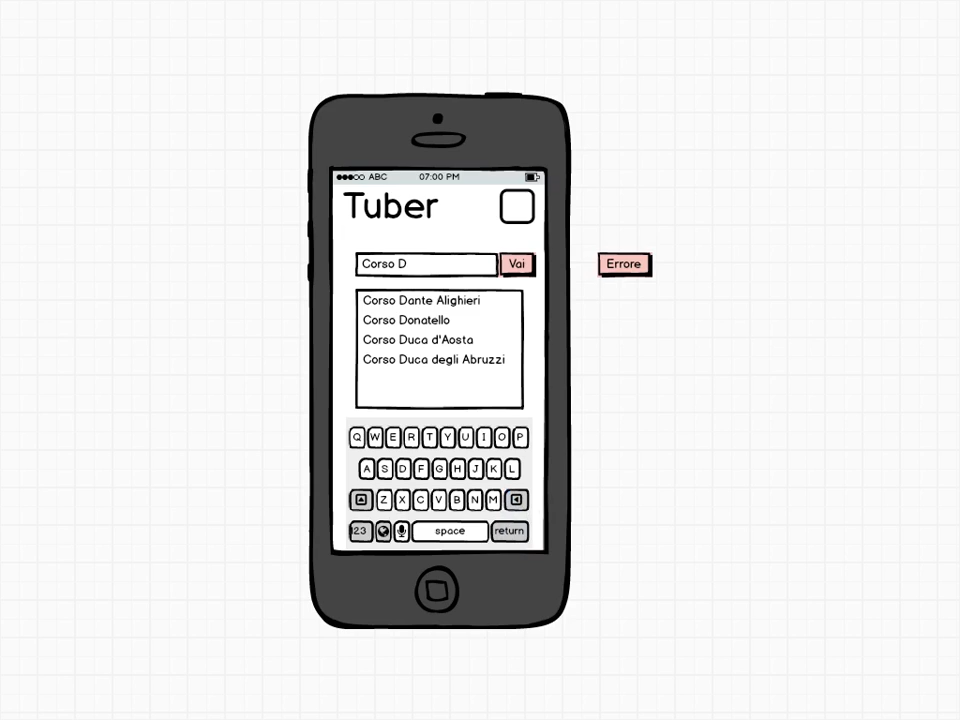 ABC 07:00 PM
Tuber
Corso D Vai Errore
Corso Dante Alighieri
Corso Donatello
Corso Duca d'Aosta
Corso Duca degli Abruzzi
Q W E R T Y U I O P
A S D F G H J K L
Z X C V B N M
123 space return